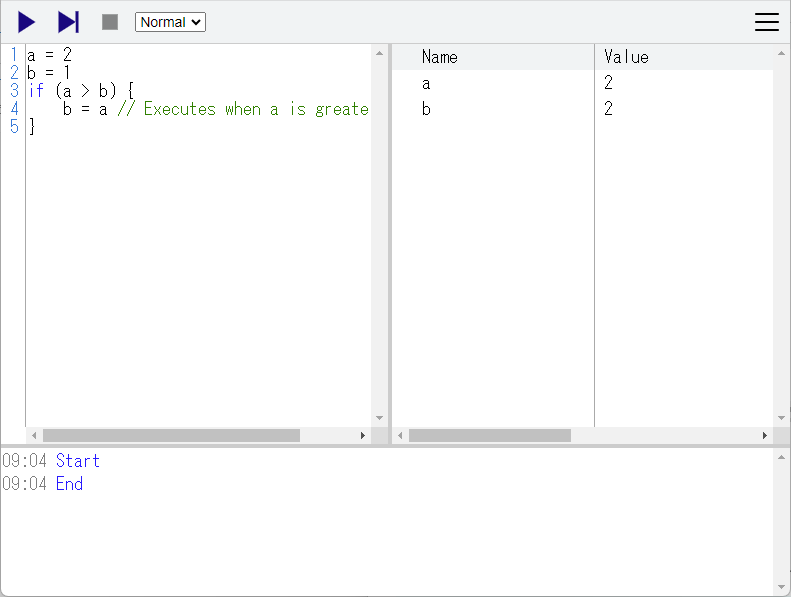 Normal
1 a = 2
2 b = 1
3 if (a > b) {
4 b = a // Executes when a is greate
5 }
Name Value
a 2
b 2
09:04 Start
09:04 End